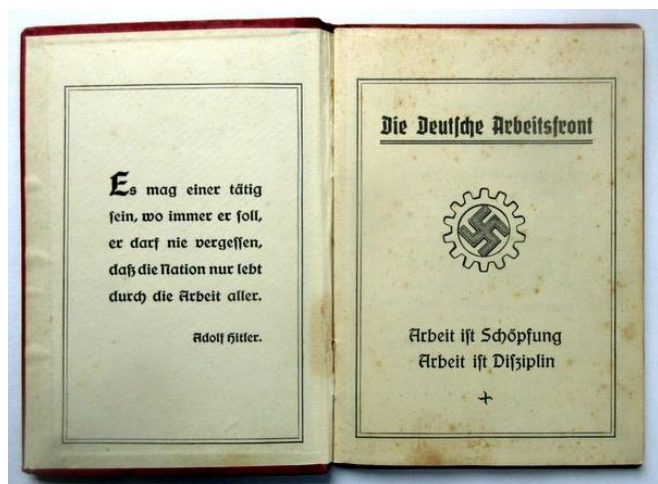 Es mag einer tätig
sein, wo immer er soll,
er darf nie vergessen,
daß die Nation nur lebt
durch die Arbeit aller.
Adolf Hitler.
Die Deutsche Arbeitsfront
Arbeit ist Schöpfung
Arbeit ist Disziplin